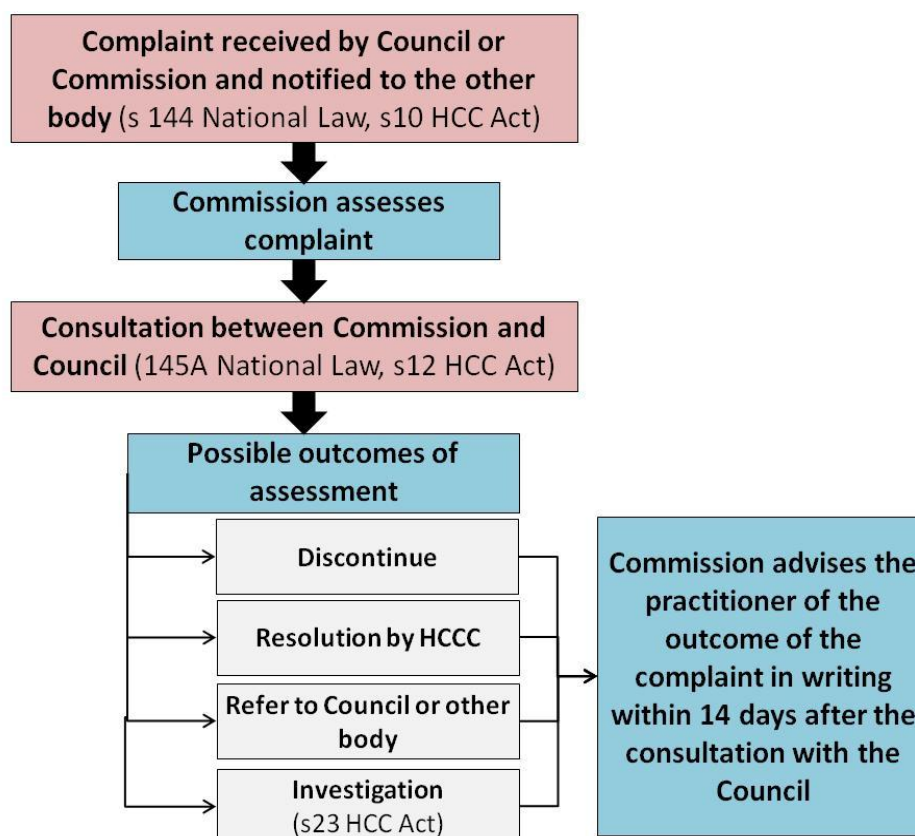 Complaint received by Council or
Commission and notified to the other
body (s 144 National Law, s10 HCC Act)
Commission assesses
complaint
Consultation between Commission and
Council (145A National Law, s12 HCC Act)
Possible outcomes of
assessment
Discontinue
Resolution by HCCC
Refer to Council or other
body
Investigation
(s23 HCC Act)
Commission advises the
practitioner of the
outcome of the
complaint in writing
within 14 days after the
consultation with the
Council